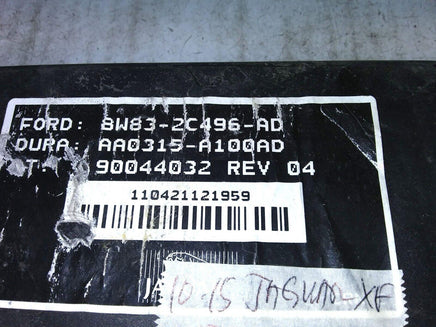 FORD: 8W83-2C496-AD
DURA: AA0315-A100AD
T: 90044032 REV 04
110421121959
10-15 JAGUAR-XF